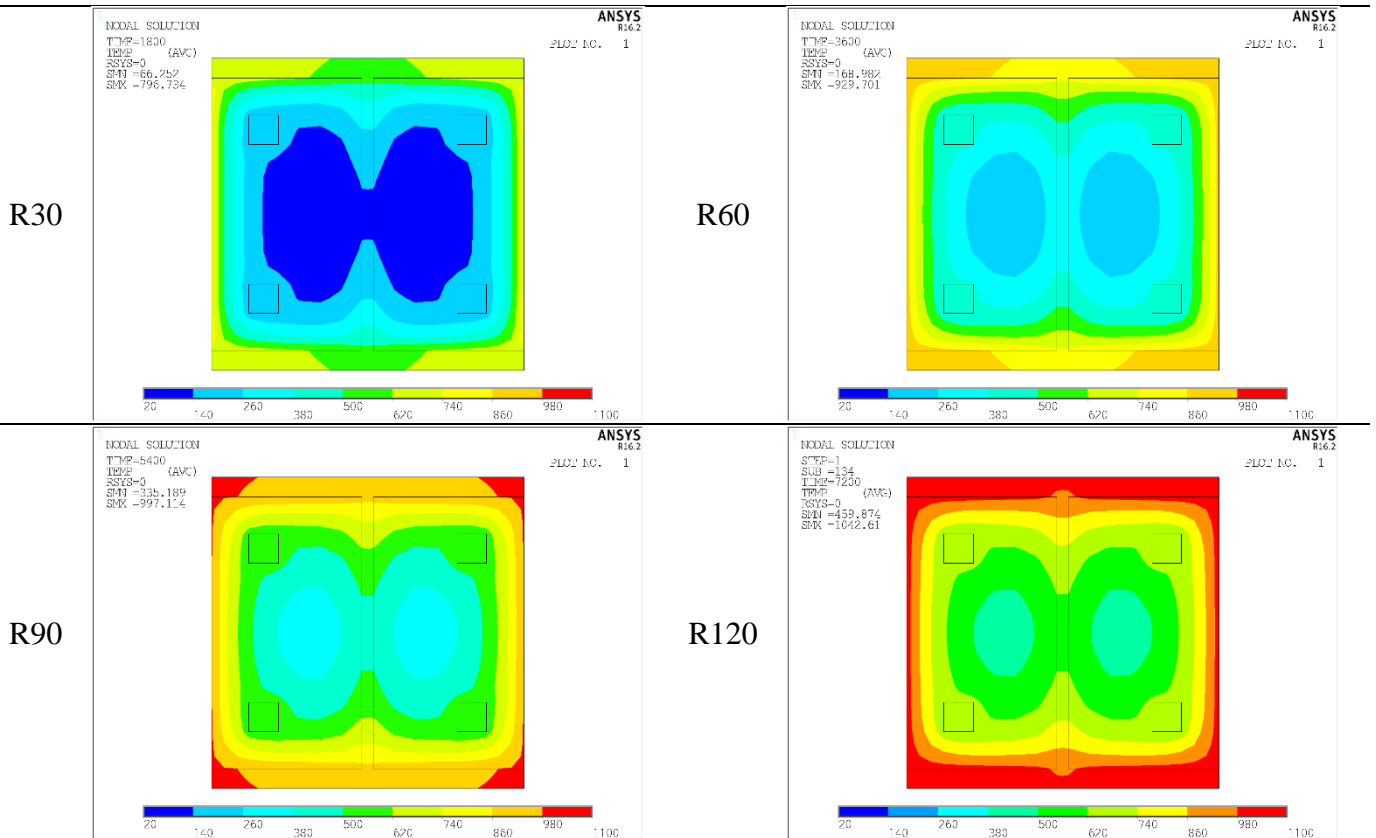 1
NODAL SOLUTION
TIME=1800
TEMP (AVG)
RSYS=0
SMN =66.252
SMX =796.734
ANSYS
R16.2
PLOT NO. 1
R30
20 260 500 740 980
140 380 620 860 1100
1
NODAL SOLUTION
TIME=3600
TEMP (AVG)
RSYS=0
SMN =168.982
SMX =929.701
ANSYS
R16.2
PLOT NO. 1
R60
20 260 500 740 980
140 380 620 860 1100
1
NODAL SOLUTION
TIME=5400
TEMP (AVG)
RSYS=0
SMN =335.189
SMX =997.114
ANSYS
R16.2
PLOT NO. 1
R90
20 260 500 740 980
140 380 620 860 1100
1
NODAL SOLUTION
STEP=1
SUB =134
TIME=7200
TEMP (AVG)
RSYS=0
SMN =459.874
SMX =1042.61
ANSYS
R16.2
PLOT NO. 1
R120
20 260 500 740 980
140 380 620 860 1100